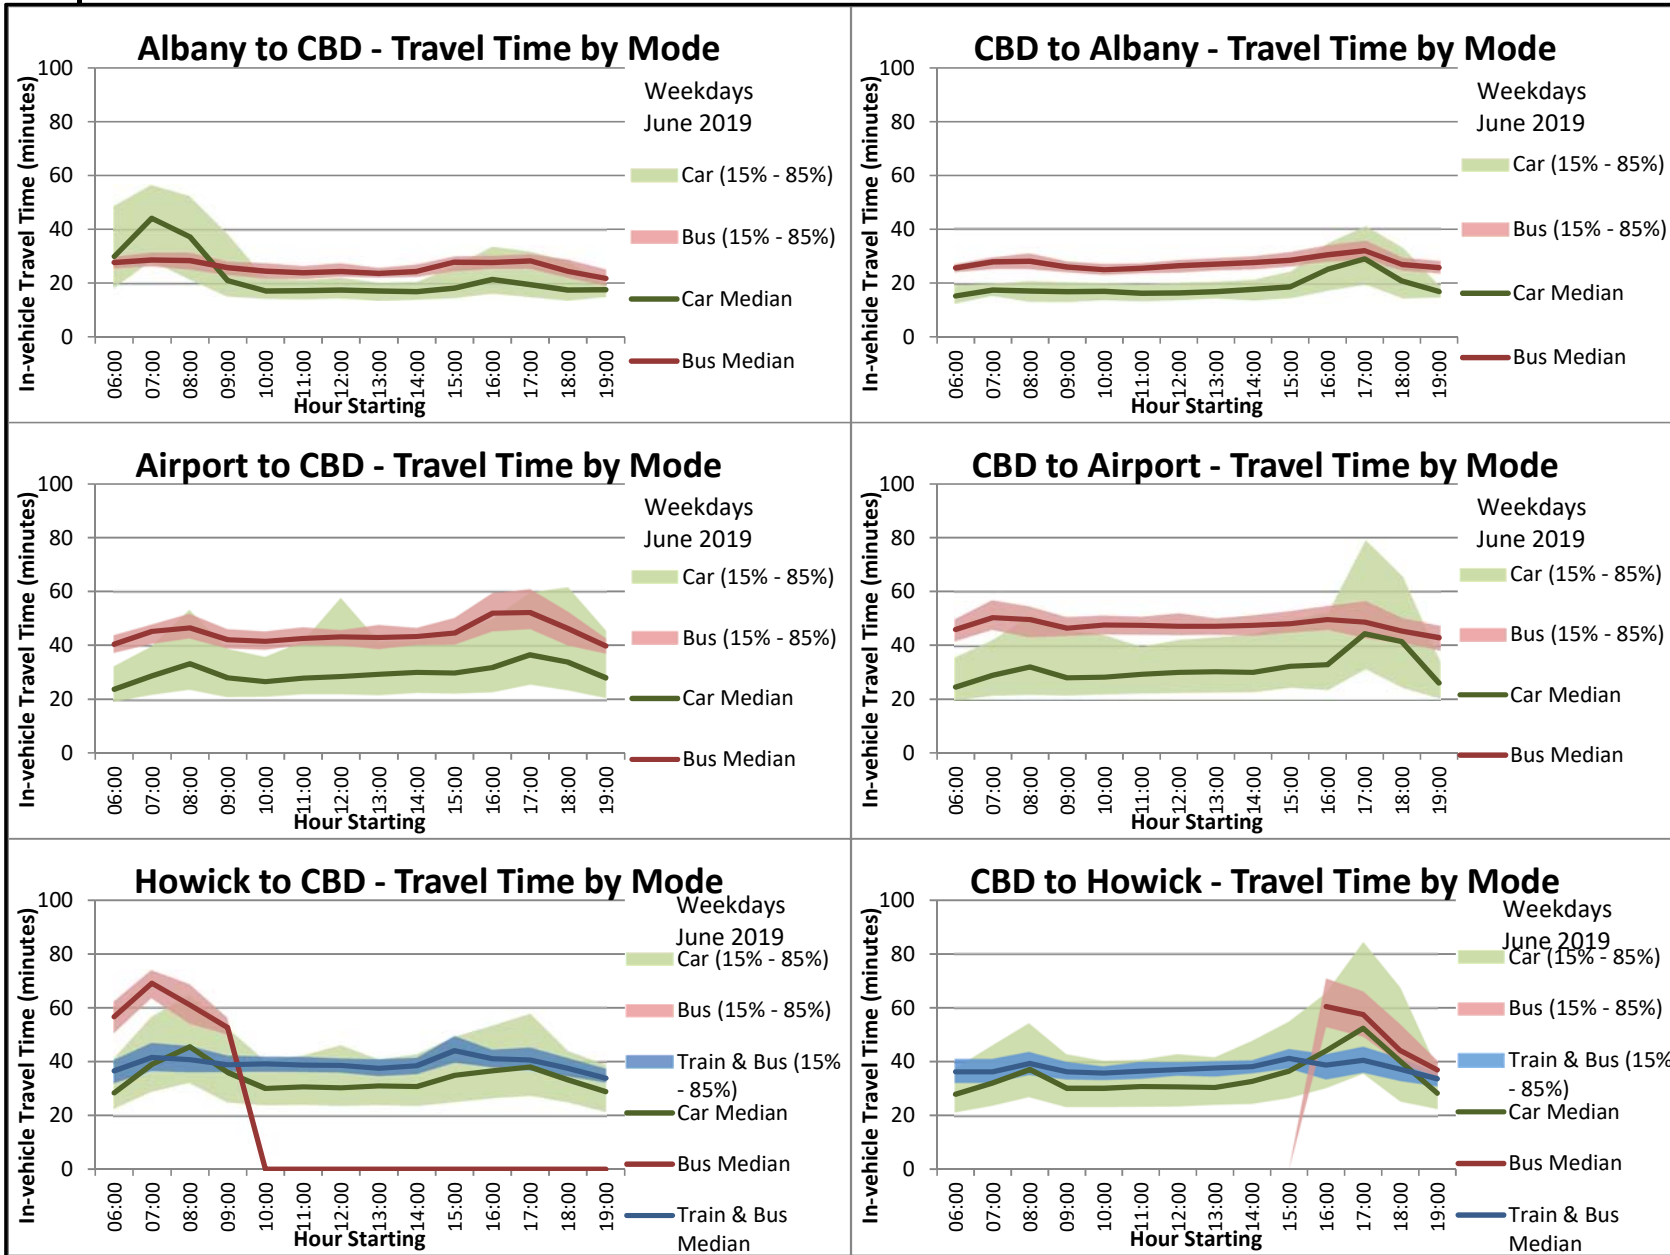 Albany to CBD - Travel Time by Mode
In-vehicle Travel Time (minutes)
100
80
60
40
20
0
06:00
07:00
08:00
09:00
10:00
11:00
12:00
13:00
14:00
15:00
16:00
17:00
18:00
19:00
Hour Starting
Weekdays
June 2019
Car (15% - 85%)
Bus (15% - 85%)
Car Median
Bus Median
CBD to Albany - Travel Time by Mode
In-vehicle Travel Time (minutes)
100
80
60
40
20
0
06:00
07:00
08:00
09:00
10:00
11:00
12:00
13:00
14:00
15:00
16:00
17:00
18:00
19:00
Hour Starting
Weekdays
June 2019
Car (15% - 85%)
Bus (15% - 85%)
Car Median
Bus Median
Airport to CBD - Travel Time by Mode
In-vehicle Travel Time (minutes)
100
80
60
40
20
0
06:00
07:00
08:00
09:00
10:00
11:00
12:00
13:00
14:00
15:00
16:00
17:00
18:00
19:00
Hour Starting
Weekdays
June 2019
Car (15% - 85%)
Bus (15% - 85%)
Car Median
Bus Median
CBD to Airport - Travel Time by Mode
In-vehicle Travel Time (minutes)
100
80
60
40
20
0
06:00
07:00
08:00
09:00
10:00
11:00
12:00
13:00
14:00
15:00
16:00
17:00
18:00
19:00
Hour Starting
Weekdays
June 2019
Car (15% - 85%)
Bus (15% - 85%)
Car Median
Bus Median
Howick to CBD - Travel Time by Mode
In-vehicle Travel Time (minutes)
100
80
60
40
20
0
06:00
07:00
08:00
09:00
10:00
11:00
12:00
13:00
14:00
15:00
16:00
17:00
18:00
19:00
Hour Starting
Weekdays
June 2019
Car (15% - 85%)
Bus (15% - 85%)
Train & Bus (15%
- 85%)
Car Median
Bus Median
Train & Bus
Median
CBD to Howick - Travel Time by Mode
In-vehicle Travel Time (minutes)
100
80
60
40
20
0
06:00
07:00
08:00
09:00
10:00
11:00
12:00
13:00
14:00
15:00
16:00
17:00
18:00
19:00
Hour Starting
Weekdays
June 2019
Car (15% - 85%)
Bus (15% - 85%)
Train & Bus (15%
- 85%)
Car Median
Bus Median
Train & Bus
Median